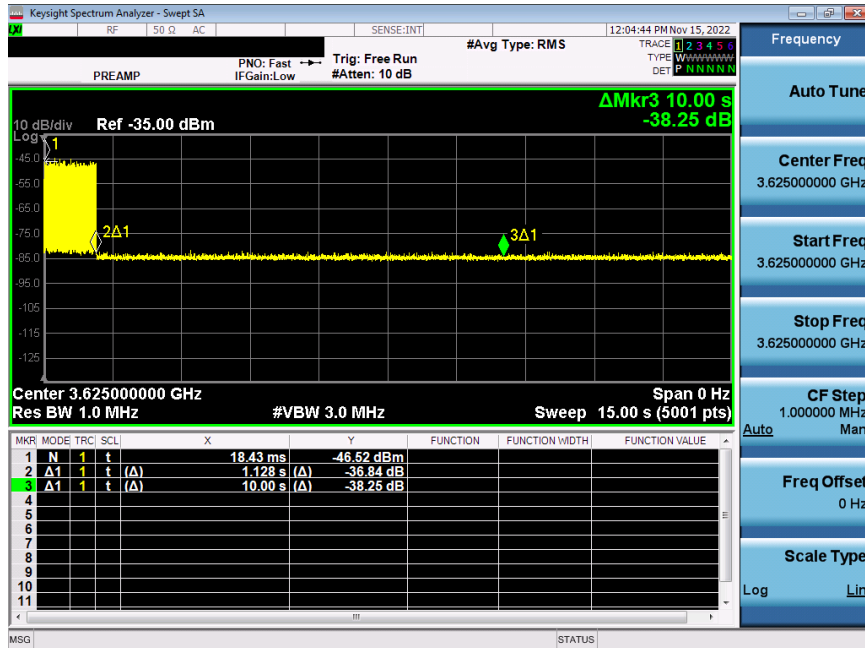 Keysight Spectrum Analyzer - Swept SA
LXI RF 50 Ω AC SENSE:INT 12:04:44 PM Nov 15, 2022
PREAMP
PNO: Fast
IFGain:Low
Trig: Free Run
#Atten: 10 dB
#Avg Type: RMS
TRACE 1 2 3 4 5 6
TYPE WWWWWW
DET P N N N N N
ΔMkr3 10.00 s
-38.25 dB
10 dB/div Ref -35.00 dBm
Log
1
-45.0
-55.0
-65.0
-75.0 2Δ1 3Δ1
-85.0
-95.0
-105
-115
-125
Center 3.625000000 GHz Span 0 Hz
Res BW 1.0 MHz #VBW 3.0 MHz Sweep 15.00 s (5001 pts)
MKR MODE TRC SCL X Y FUNCTION FUNCTION WIDTH FUNCTION VALUE
1 N 1 t 18.43 ms -46.52 dBm
2 Δ1 1 t (Δ) 1.128 s (Δ) -36.84 dB
3 Δ1 1 t (Δ) 10.00 s (Δ) -38.25 dB
4
5
6
7
8
9
10
11
MSG STATUS
Frequency
Auto Tune
Center Freq
3.625000000 GHz
Start Freq
3.625000000 GHz
Stop Freq
3.625000000 GHz
CF Step
1.000000 MHz
Auto Man
Freq Offset
0 Hz
Scale Type
Log Lin